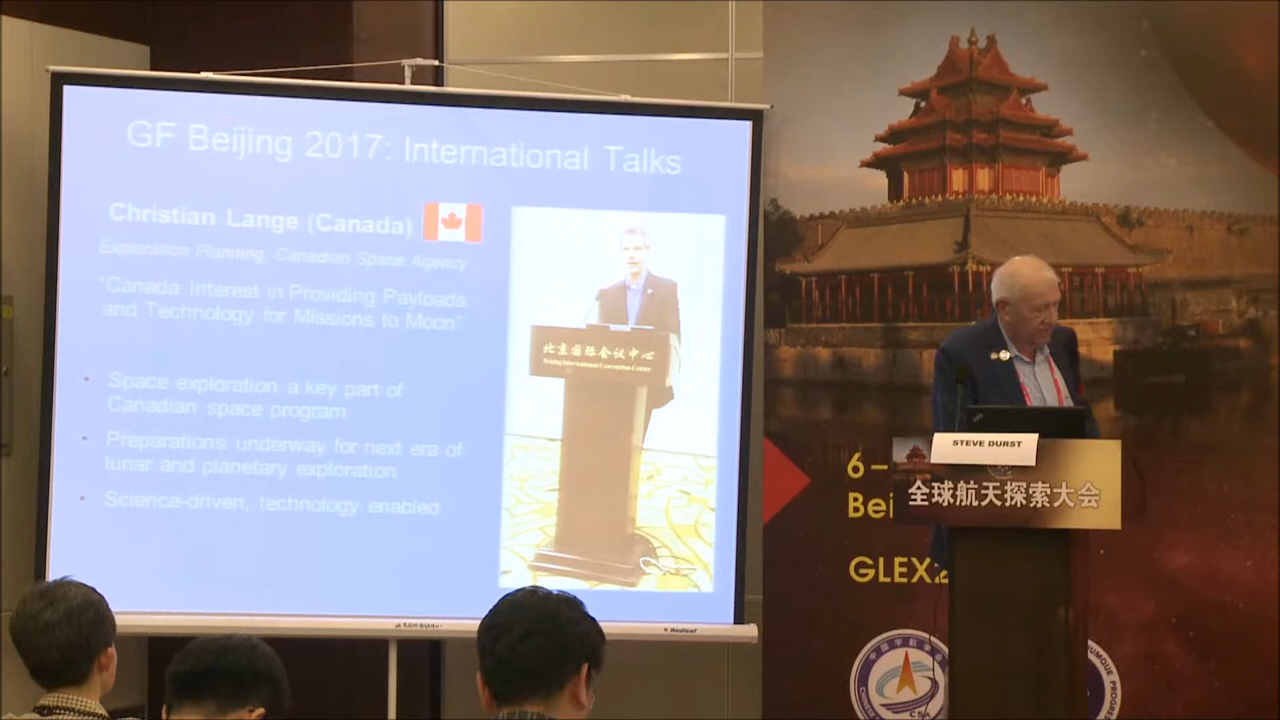 GF Beijing 2017: International Talks
Christian Lange (Canada)
Exploration Planning, Canadian Space Agency
"Canada Interest in Providing Payloads
and Technology for Missions to Moon"
• Space exploration a key part of
Canadian space program
• Preparations underway for next era of
lunar and planetary exploration
• Science-driven, technology enabled
北京国际会议中心
Beijing International Convention Center
Redleaf
STEVE DURST
全球航天探索大会
6–
Bei
GLEX2
CSA